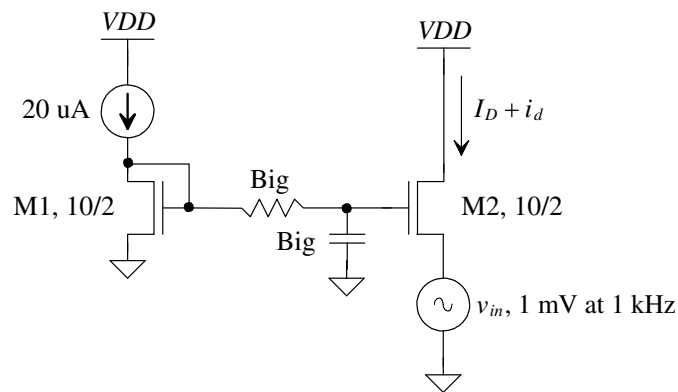 VDD
VDD
20 uA
I_D + i_d
Big
M1, 10/2
M2, 10/2
Big
v_in, 1 mV at 1 kHz